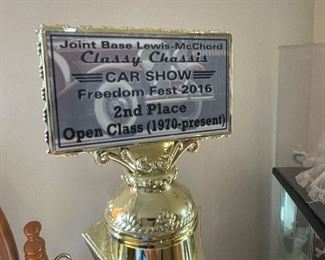 Joint Base Lewis-McChord
Classy Chassis
CAR SHOW
Freedom Fest 2016
2nd Place
Open Class (1970-present)